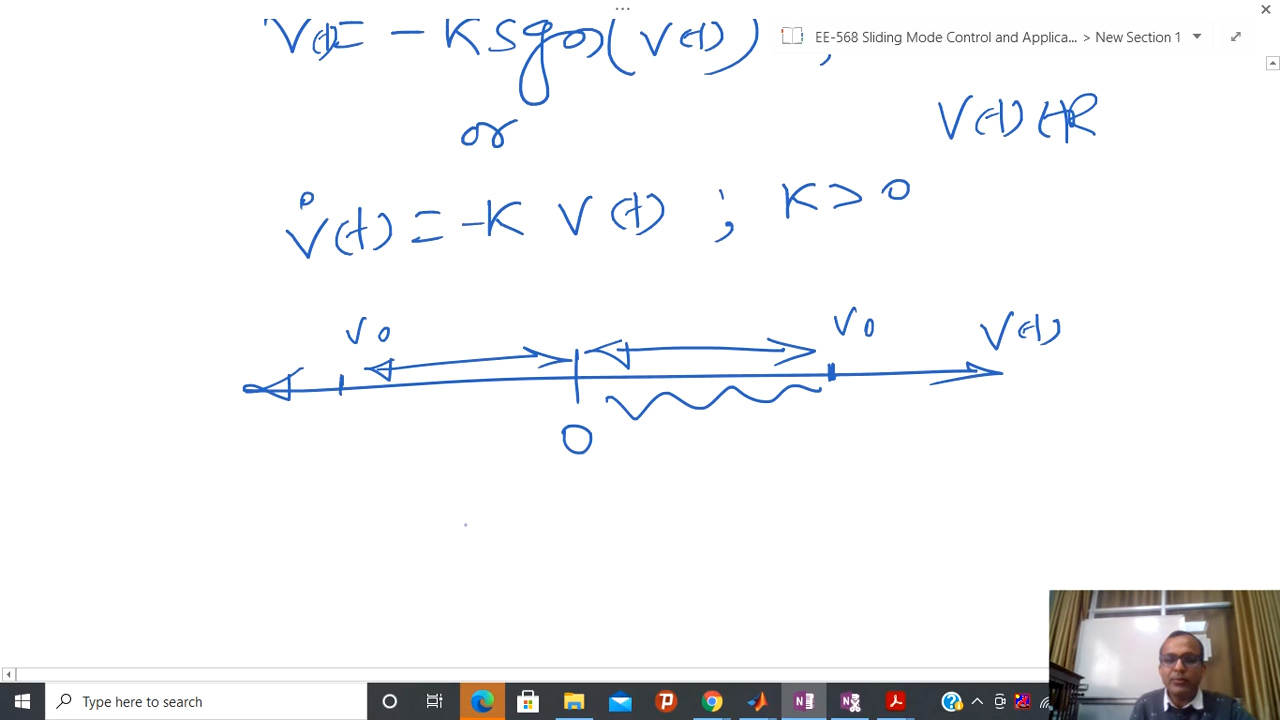 V(t) = - K sgn(V(t)) ;
EE-568 Sliding Mode Control and Applica... > New Section 1
or
V(t) ∈ R
V̇(t) = -K V(t) ; K > 0
V0 V0 V(t)
0
Type here to search